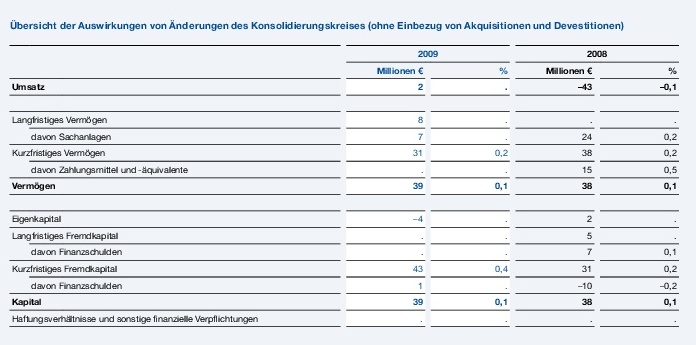 Übersicht der Auswirkungen von Änderungen des Konsolidierungskreises (ohne Einbezug von Akquisitionen und Devestitionen)
2009 2008
Millionen € % Millionen € %
Umsatz 2 . –43 –0,1
Langfristiges Vermögen 8 . . .
davon Sachanlagen 7 . 24 0,2
Kurzfristiges Vermögen 31 0,2 38 0,2
davon Zahlungsmittel und -äquivalente . . 15 0,5
Vermögen 39 0,1 38 0,1
Eigenkapital –4 . 2 .
Langfristiges Fremdkapital . . 5 .
davon Finanzschulden . . 7 0,1
Kurzfristiges Fremdkapital 43 0,4 31 0,2
davon Finanzschulden 1 . –10 –0,2
Kapital 39 0,1 38 0,1
Haftungsverhältnisse und sonstige finanzielle Verpflichtungen . . . .